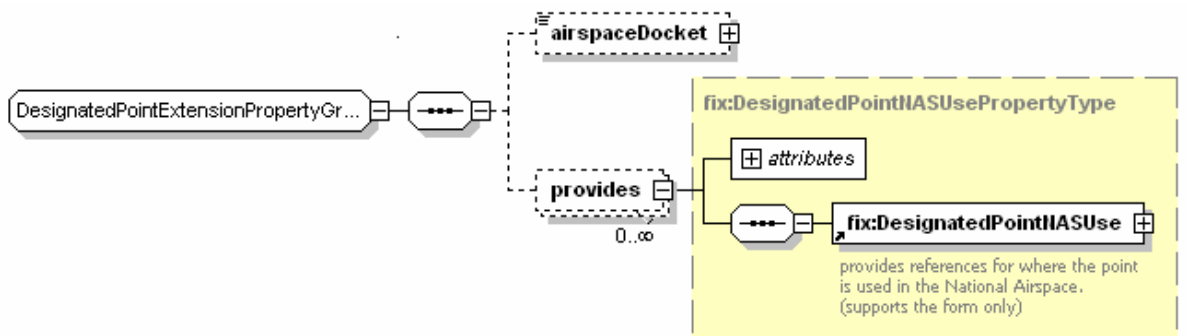 airspaceDocket
fix:DesignatedPointNASUsePropertyType
DesignatedPointExtensionPropertyGr...
attributes
provides
0..∞
fix:DesignatedPointNASUse
provides references for where the point
is used in the National Airspace.
(supports the form only)